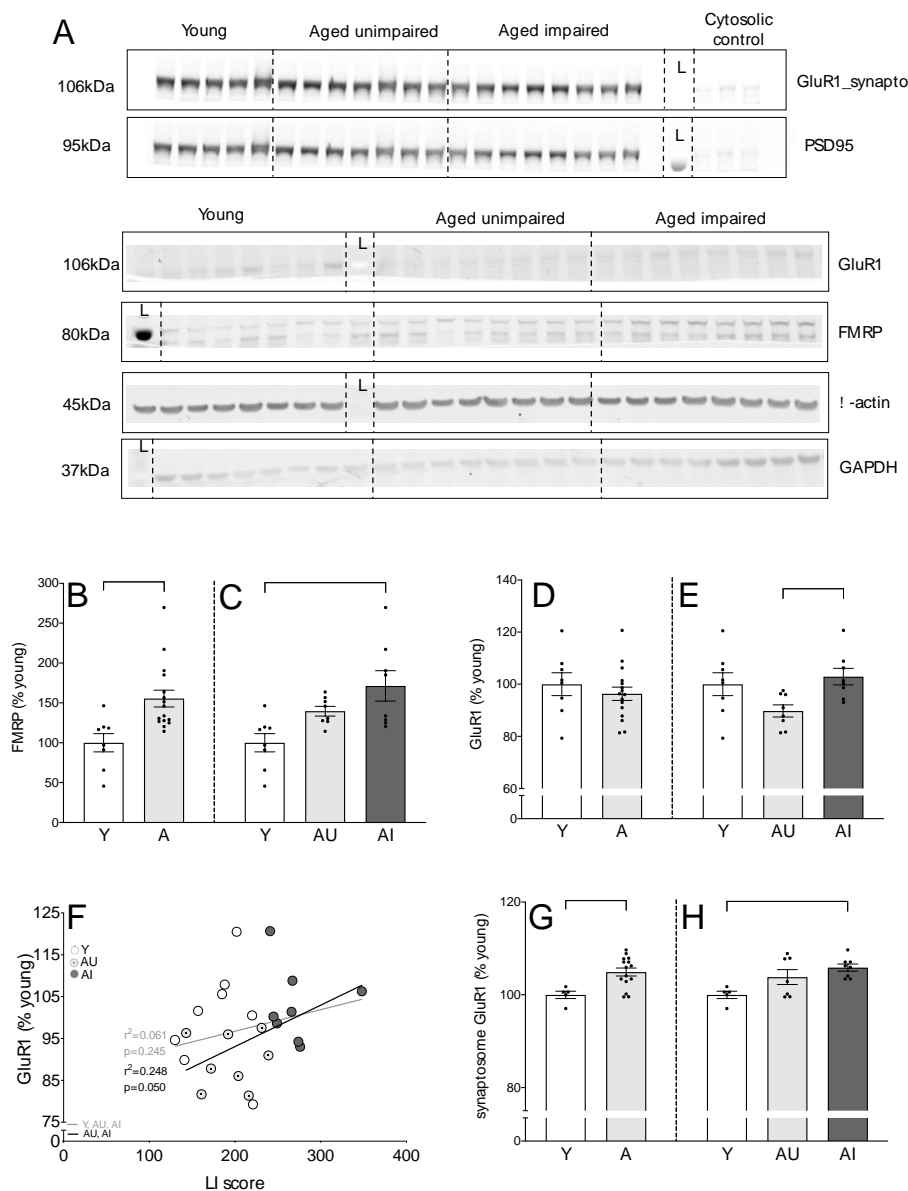 A
Young Aged unimpaired Aged impaired Cytosolic control
L
106kDa GluR1_synapto
L
95kDa PSD95
Young Aged unimpaired Aged impaired
L
106kDa GluR1
L
80kDa FMRP
L
45kDa ! -actin
L
37kDa GAPDH
B
FMRP (% young)
300
250
200
150
100
50
0
Y A
C
Y AU AI
D
GluR1 (% young)
140
120
100
80
60
0
Y A
E
Y AU AI
F
GluR1 (% young)
125
115
105
95
85
75
0
Y
AU
AI
r²=0.061
p=0.245
r²=0.248
p=0.050
Y, AU, AI
AU, AI
0 100 200 300 400
LI score
G
synaptosome GluR1 (% young)
120
100
80
0
Y A
H
Y AU AI